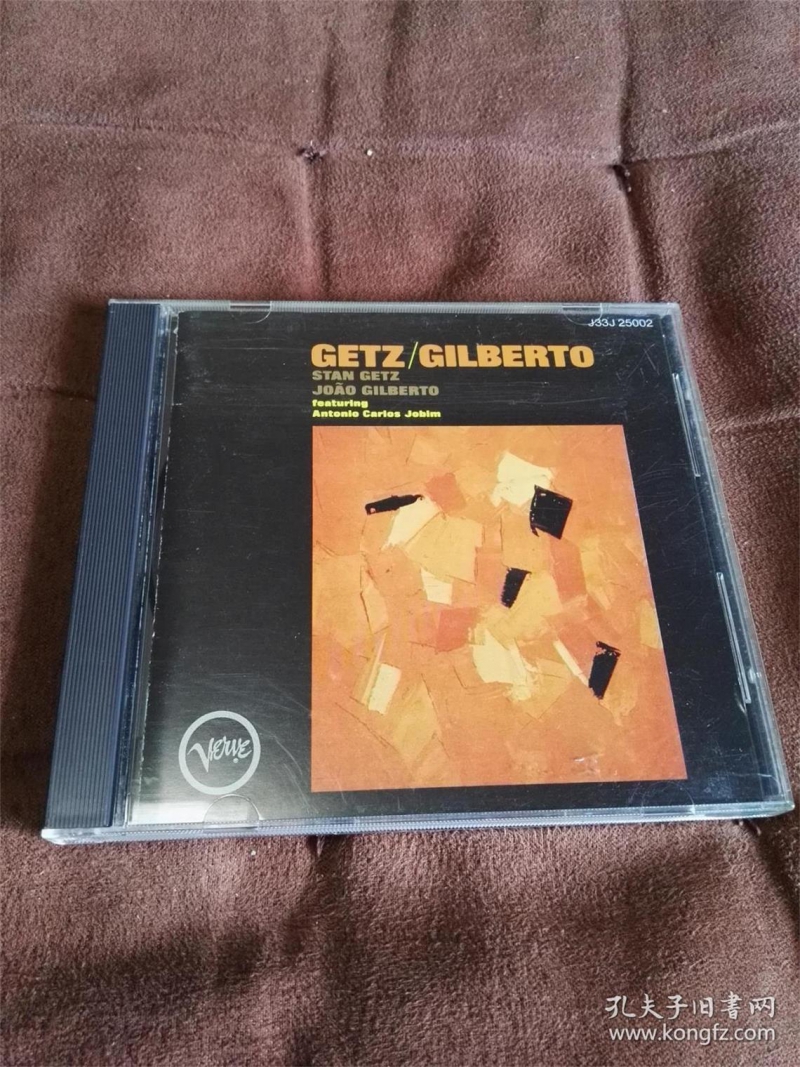 J33J 25002
GETZ/GILBERTO
STAN GETZ
JOÃO GILBERTO
featuring
Antonio Carlos Jobim
VERVE
孔夫子旧書网
www.kongfz.com